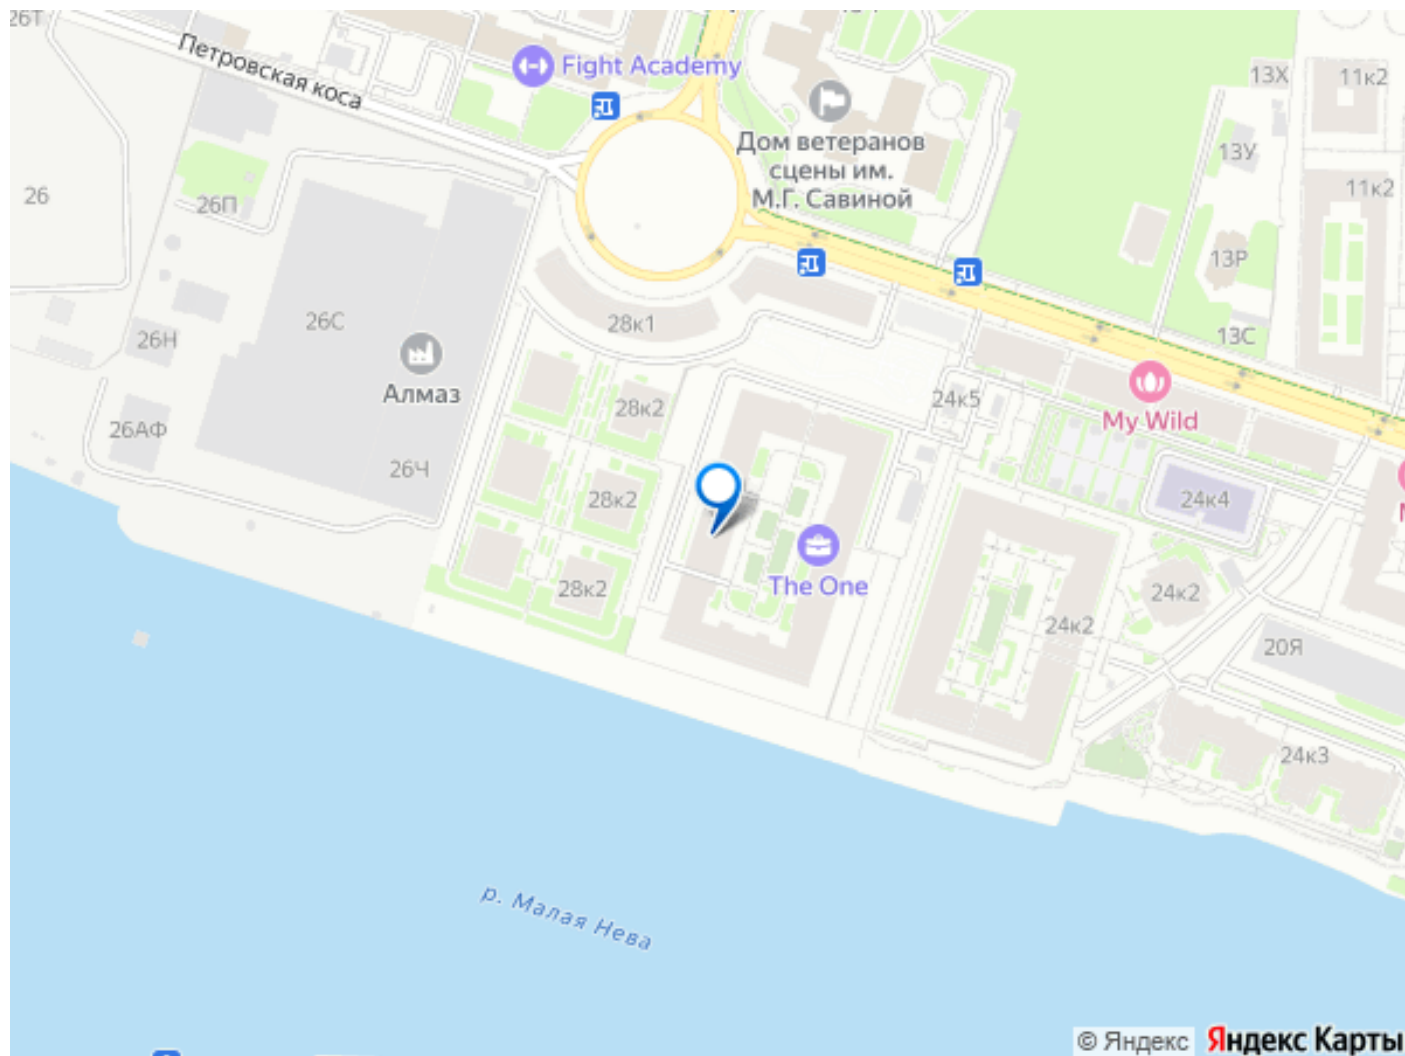 26Т
Петровская коса
Fight Academy
13Х
11к2
Дом ветеранов
сцены им.
М.Г. Савиной
13У
26
26П
11к2
13Р
26С
28к1
26Н
13С
Алмаз
28к2
24к5
My Wild
26АФ
26Ч
28к2
24к4
The One
28к2
24к2
24к2
20Я
24к3
р. Малая Нева
© Яндекс
Яндекс Карты